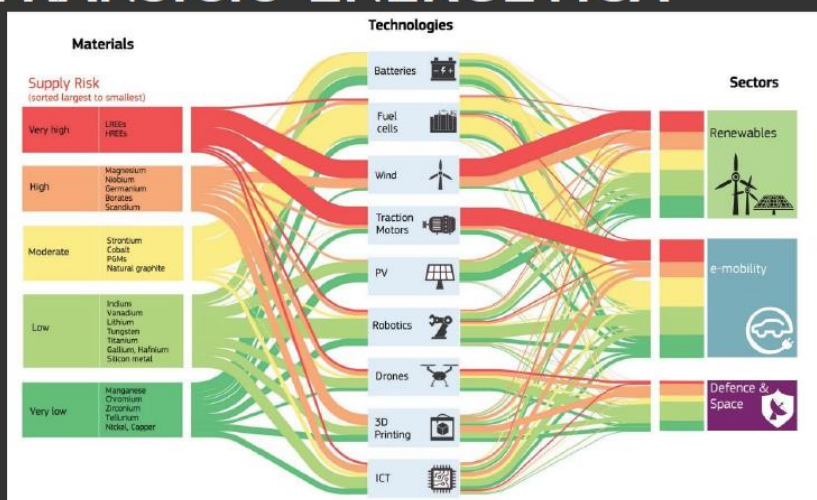 Materials
Technologies
Sectors
Supply Risk
(sorted largest to smallest)
Very high
LREEs
HREEs
High
Magnesium
Niobium
Germanium
Borates
Scandium
Moderate
Strontium
Cobalt
PGMs
Natural graphite
Low
Indium
Vanadium
Lithium
Tungsten
Titanium
Gallium, Hafnium
Silicon metal
Very low
Manganese
Chromium
Zirconium
Tellurium
Nickel, Copper
Batteries
Fuel
cells
Wind
Traction
Motors
PV
Robotics
Drones
3D
Printing
ICT
Renewables
e-mobility
Defence &
Space